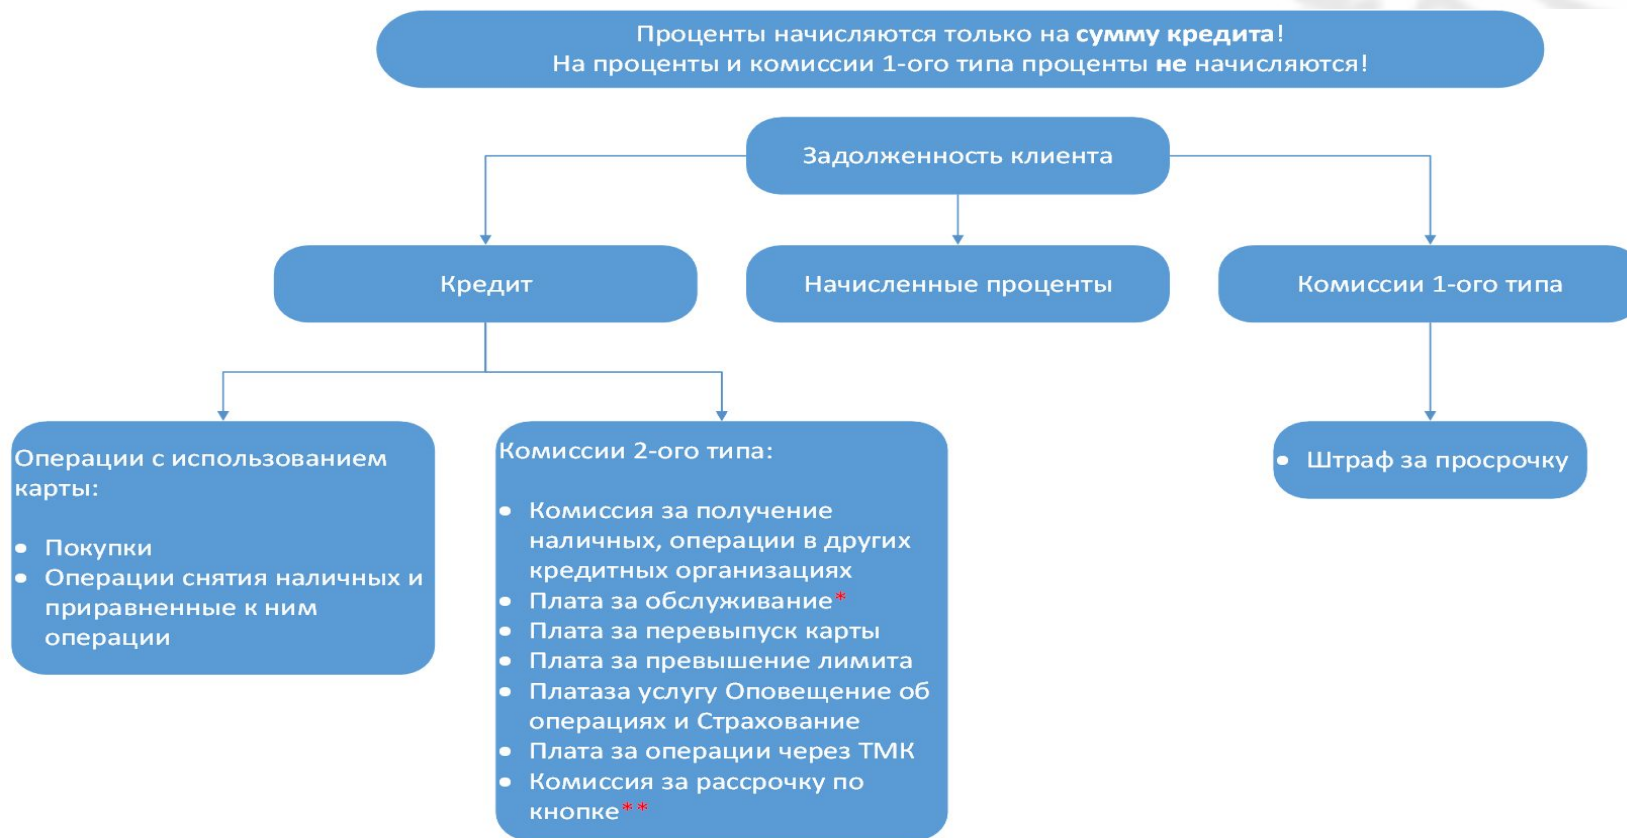 Проценты начисляются только на сумму кредита!
На проценты и комиссии 1-ого типа проценты не начисляются!
Задолженность клиента
Кредит
Начисленные проценты
Комиссии 1-ого типа
Операции с использованием
карты:
• Покупки
• Операции снятия наличных и
приравненные к ним
операции
Комиссии 2-ого типа:
• Комиссия за получение
наличных, операции в других
кредитных организациях
• Плата за обслуживание*
• Плата за перевыпуск карты
• Плата за превышение лимита
• Платаза услугу Оповещение об
операциях и Страхование
• Плата за операции через ТМК
• Комиссия за рассрочку по
кнопке**
• Штраф за просрочку